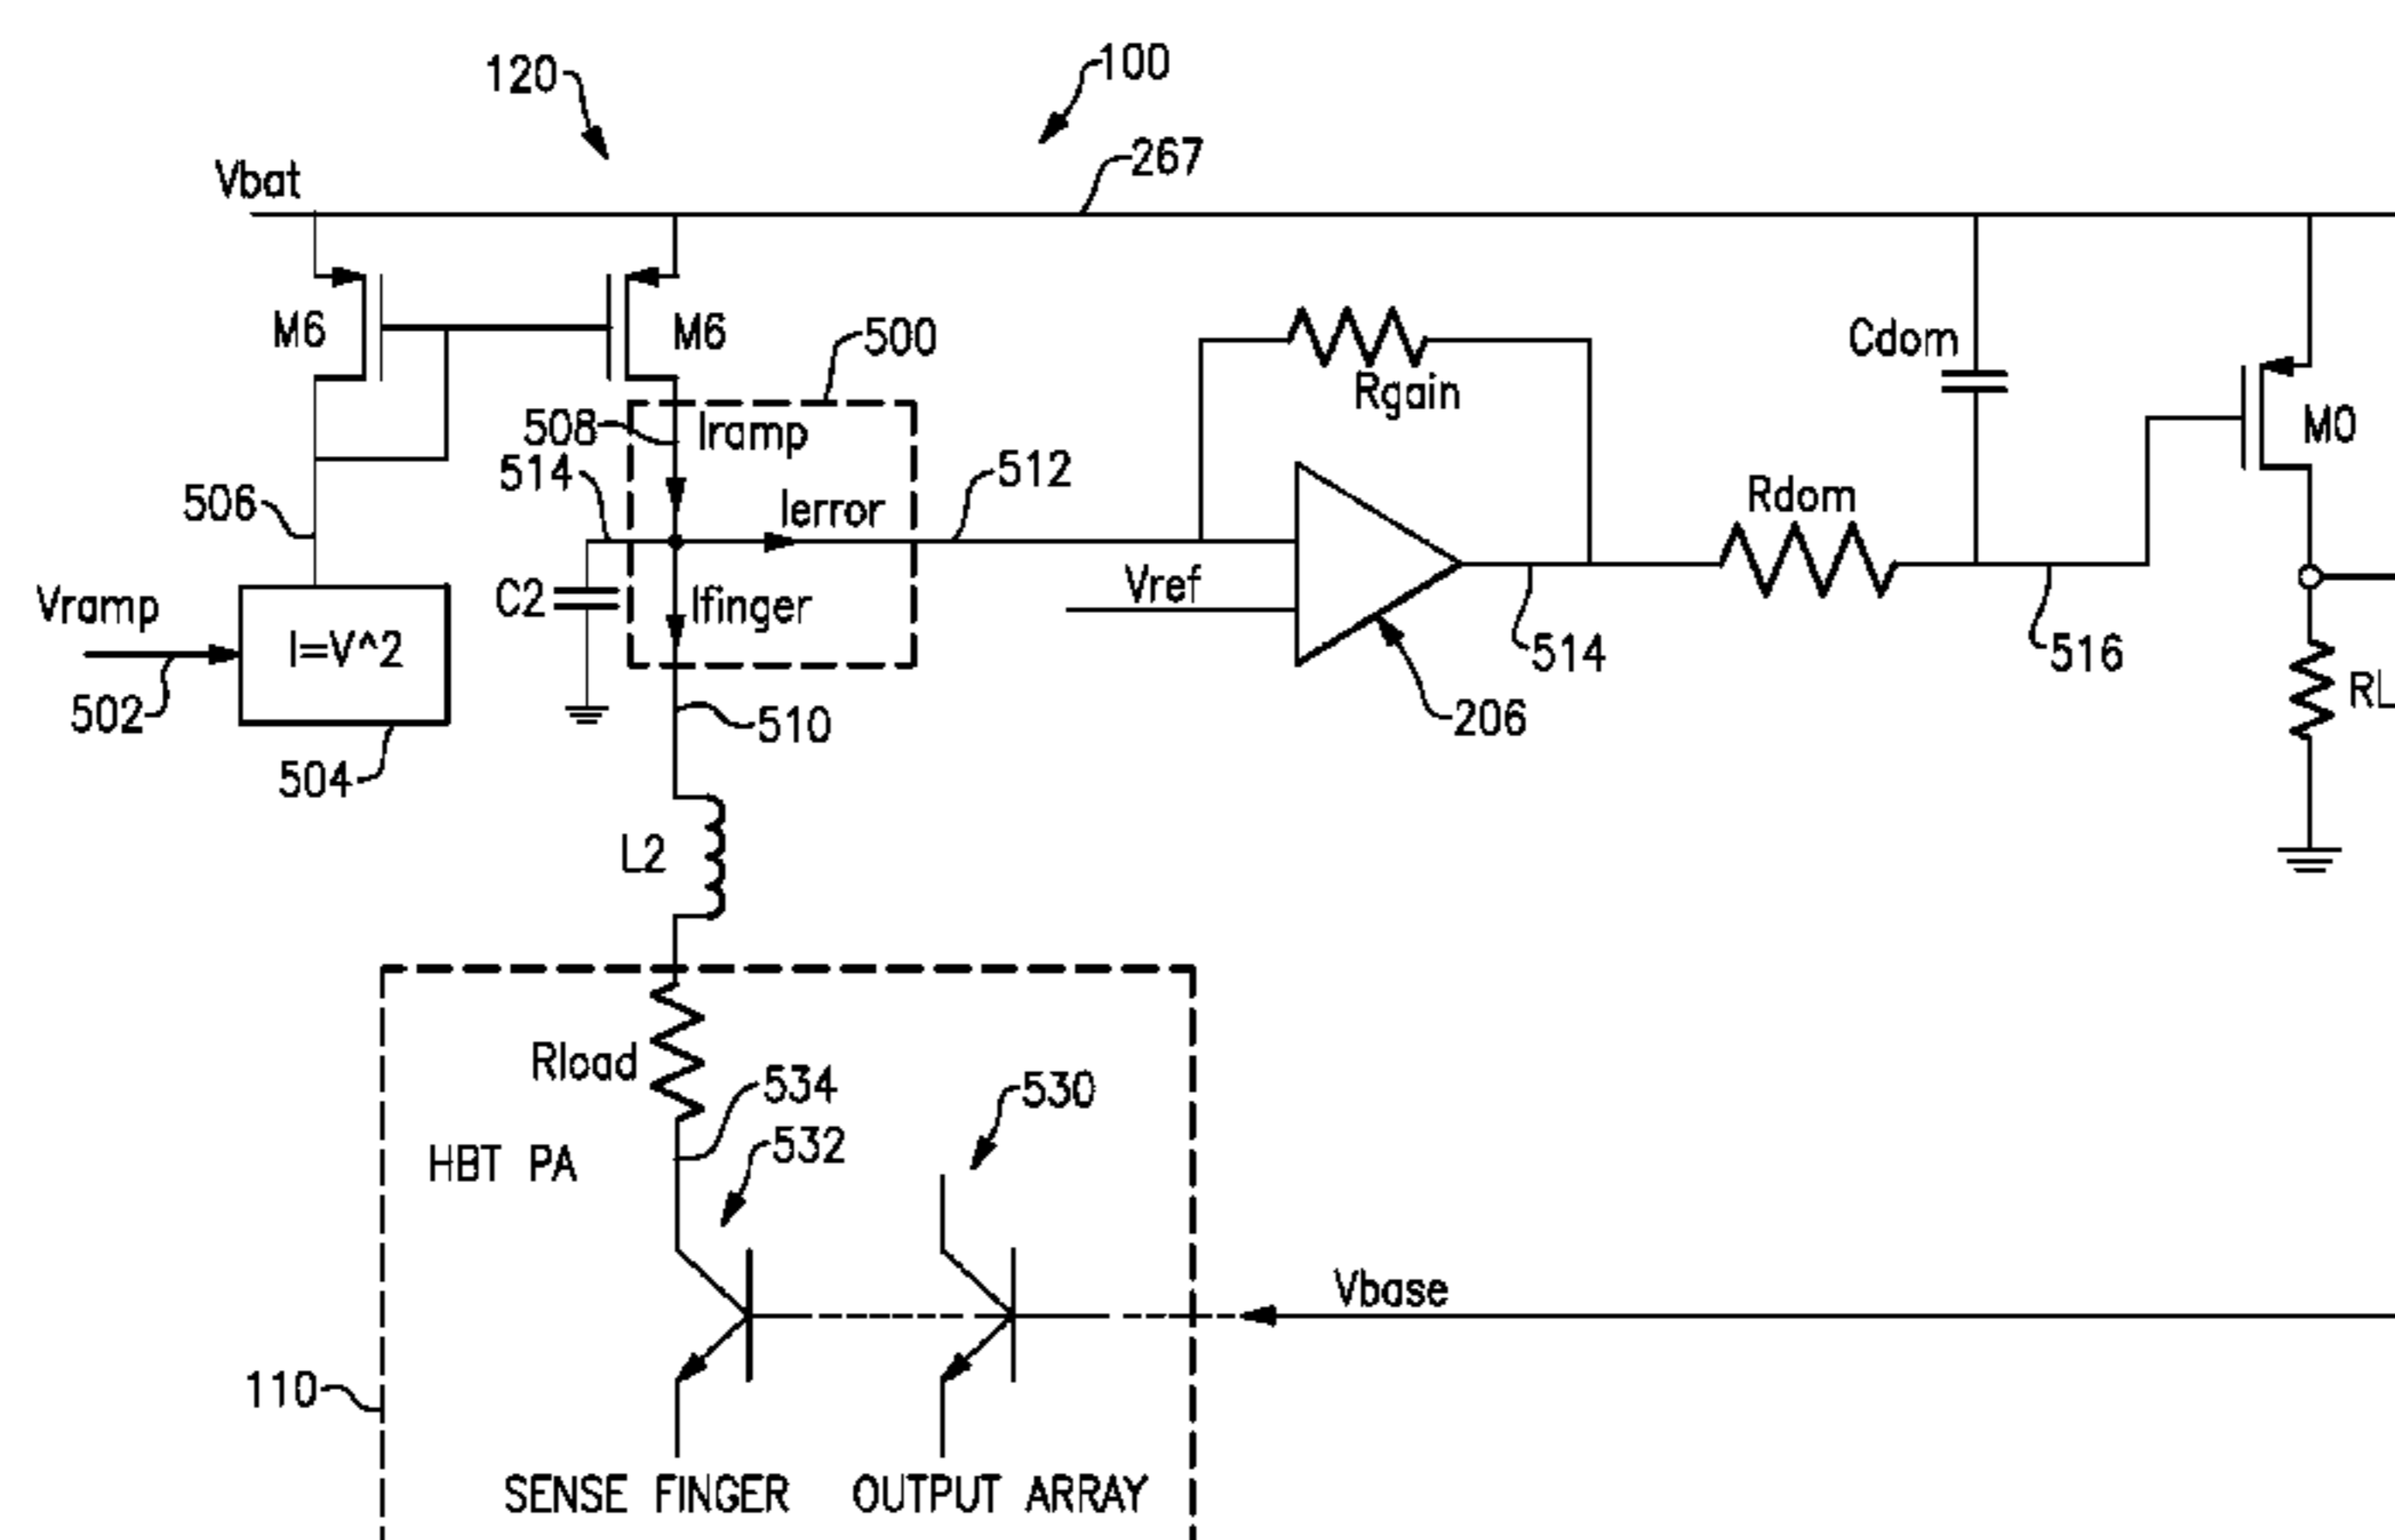 120
100
267
Vbat
M6
M6
500
Cdom
508
Iramp
Rgain
M0
514
512
506
Ierror
Rdom
Vramp
I=V^2
C2
Ifinger
Vref
514
516
502
510
206
RL
504
L2
Rload
534
530
532
HBT PA
Vbase
110
SENSE FINGER
OUTPUT ARRAY